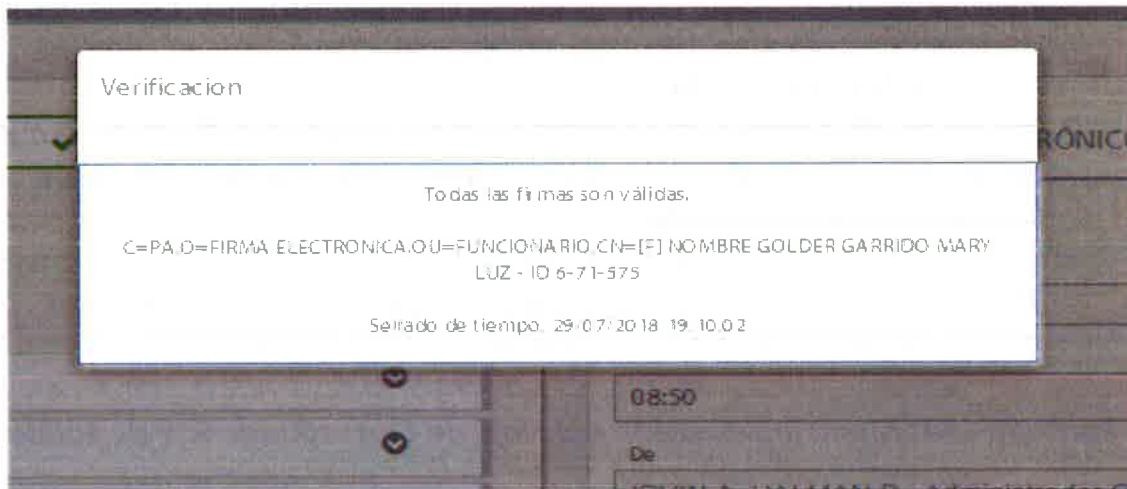 Verificacion
RÓNICO
Todas las firmas son válidas.
C=PA,O=FIRMA ELECTRONICA,OU=FUNCIONARIO,CN=[F] NOMBRE GOLDER GARRIDO MARY
LUZ - ID 6-71-575
Sellado de tiempo, 29/07/2018 19:10:02
08:50
De